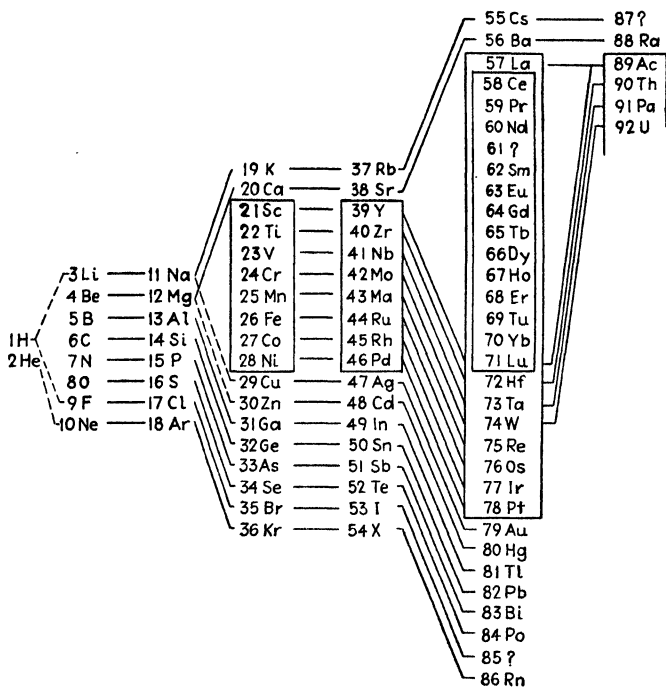 55 Cs 87 ?
56 Ba 88 Ra
57 La 89 Ac
58 Ce 90 Th
59 Pr 91 Pa
60 Nd 92 U
61 ?
19 K 37 Rb 62 Sm
20 Ca 38 Sr 63 Eu
21 Sc 39 Y 64 Gd
22 Ti 40 Zr 65 Tb
23 V 41 Nb 66 Dy
3 Li 11 Na 24 Cr 42 Mo 67 Ho
4 Be 12 Mg 25 Mn 43 Ma 68 Er
5 B 13 Al 26 Fe 44 Ru 69 Tu
1 H 6 C 14 Si 27 Co 45 Rh 70 Yb
2 He 7 N 15 P 28 Ni 46 Pd 71 Lu
8 O 16 S 29 Cu 47 Ag 72 Hf
9 F 17 Cl 30 Zn 48 Cd 73 Ta
10 Ne 18 Ar 31 Ga 49 In 74 W
32 Ge 50 Sn 75 Re
33 As 51 Sb 76 Os
34 Se 52 Te 77 Ir
35 Br 53 I 78 Pt
36 Kr 54 X 79 Au
80 Hg
81 Tl
82 Pb
83 Bi
84 Po
85 ?
86 Rn